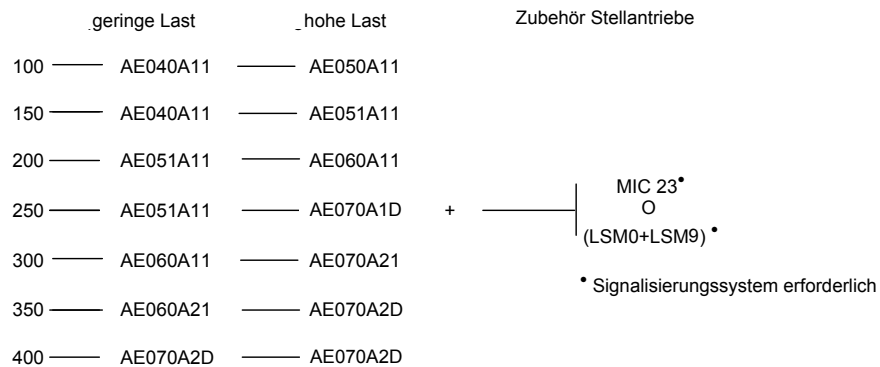 geringe Last hohe Last Zubehör Stellantriebe
100 AE040A11 AE050A11
150 AE040A11 AE051A11
200 AE051A11 AE060A11
MIC 23•
250 AE051A11 AE070A1D + O
(LSM0+LSM9) •
300 AE060A11 AE070A21
• Signalisierungssystem erforderlich
350 AE060A21 AE070A2D
400 AE070A2D AE070A2D